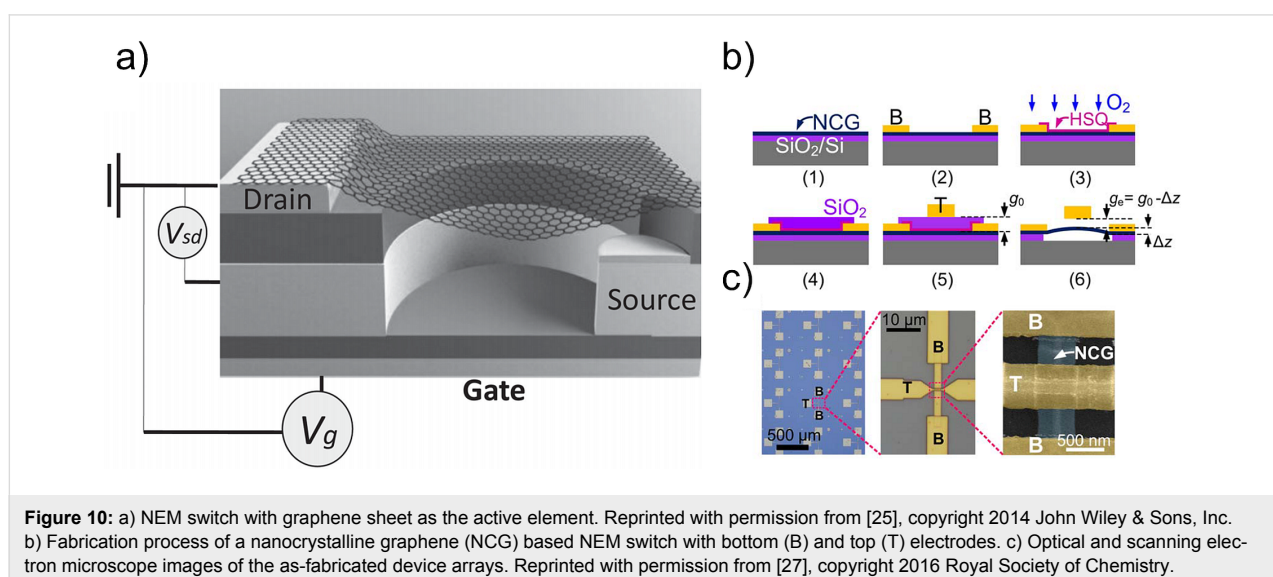 a)
Drain
Vsd
Source
Gate
Vg
b)
NCG
SiO2/Si
(1)
B B
(2)
O2
HSQ
(3)
SiO2
(4)
T
g0
(5)
ge= g0 -Δz
Δz
(6)
c)
B
T
B
500 µm
10 µm
B
T
B
B
NCG
T
B
500 nm
Figure 10: a) NEM switch with graphene sheet as the active element. Reprinted with permission from [25], copyright 2014 John Wiley & Sons, Inc.
b) Fabrication process of a nanocrystalline graphene (NCG) based NEM switch with bottom (B) and top (T) electrodes. c) Optical and scanning elec-
tron microscope images of the as-fabricated device arrays. Reprinted with permission from [27], copyright 2016 Royal Society of Chemistry.